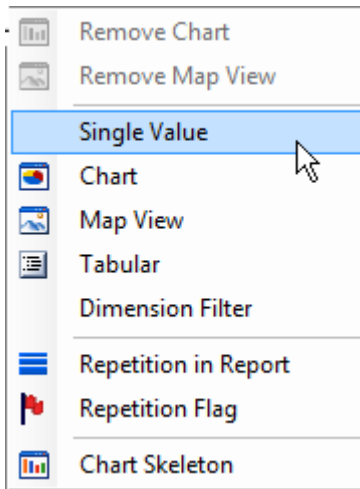 Remove Chart
Remove Map View
Single Value
Chart
Map View
Tabular
Dimension Filter
Repetition in Report
Repetition Flag
Chart Skeleton